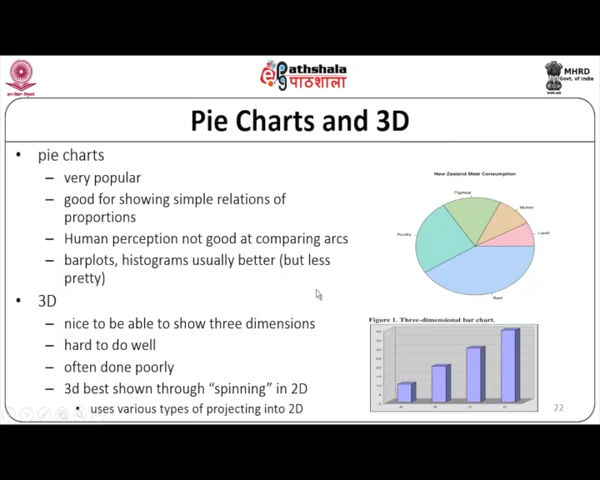 Pathshala
पाठशाला
MHRD
Govt. of India
Pie Charts and 3D
• pie charts
– very popular
– good for showing simple relations of
proportions
– Human perception not good at comparing arcs
– barplots, histograms usually better (but less
pretty)
• 3D
– nice to be able to show three dimensions
– hard to do well
– often done poorly
– 3d best shown through “spinning” in 2D
• uses various types of projecting into 2D
New Zealand Meat Consumption
Pigmeat
Mutton
Poultry
Lamb
Beef
Figure 1. Three-dimensional bar chart.
A B C D
22